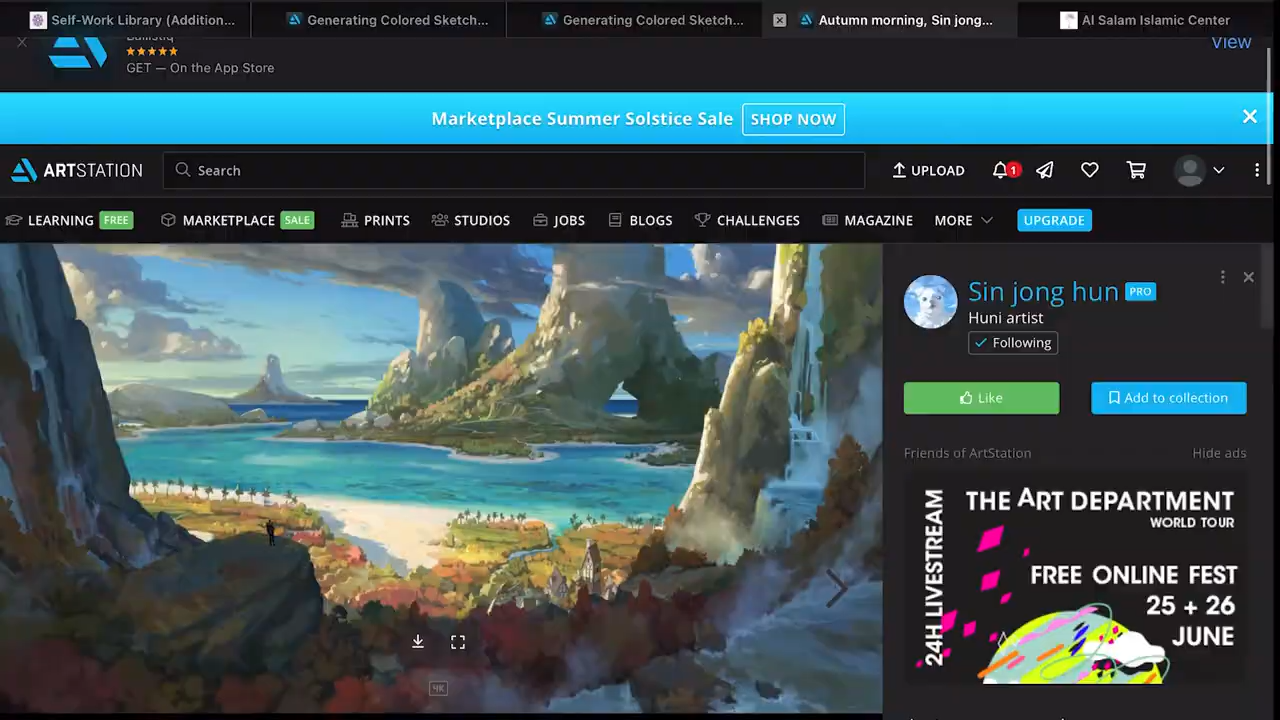 Self-Work Library (Addition...
Generating Colored Sketch...
Generating Colored Sketch...
Autumn morning, Sin jong...
Al Salam Islamic Center
View
GET — On the App Store
Marketplace Summer Solstice Sale
SHOP NOW
ARTSTATION
Search
UPLOAD
1
LEARNING FREE
MARKETPLACE SALE
PRINTS
STUDIOS
JOBS
BLOGS
CHALLENGES
MAGAZINE
MORE
UPGRADE
Sin jong hun PRO
Huni artist
Following
Like
Add to collection
Friends of ArtStation
Hide ads
24H LIVESTREAM
THE ART DEPARTMENT
WORLD TOUR
FREE ONLINE FEST
25 + 26
JUNE
4K